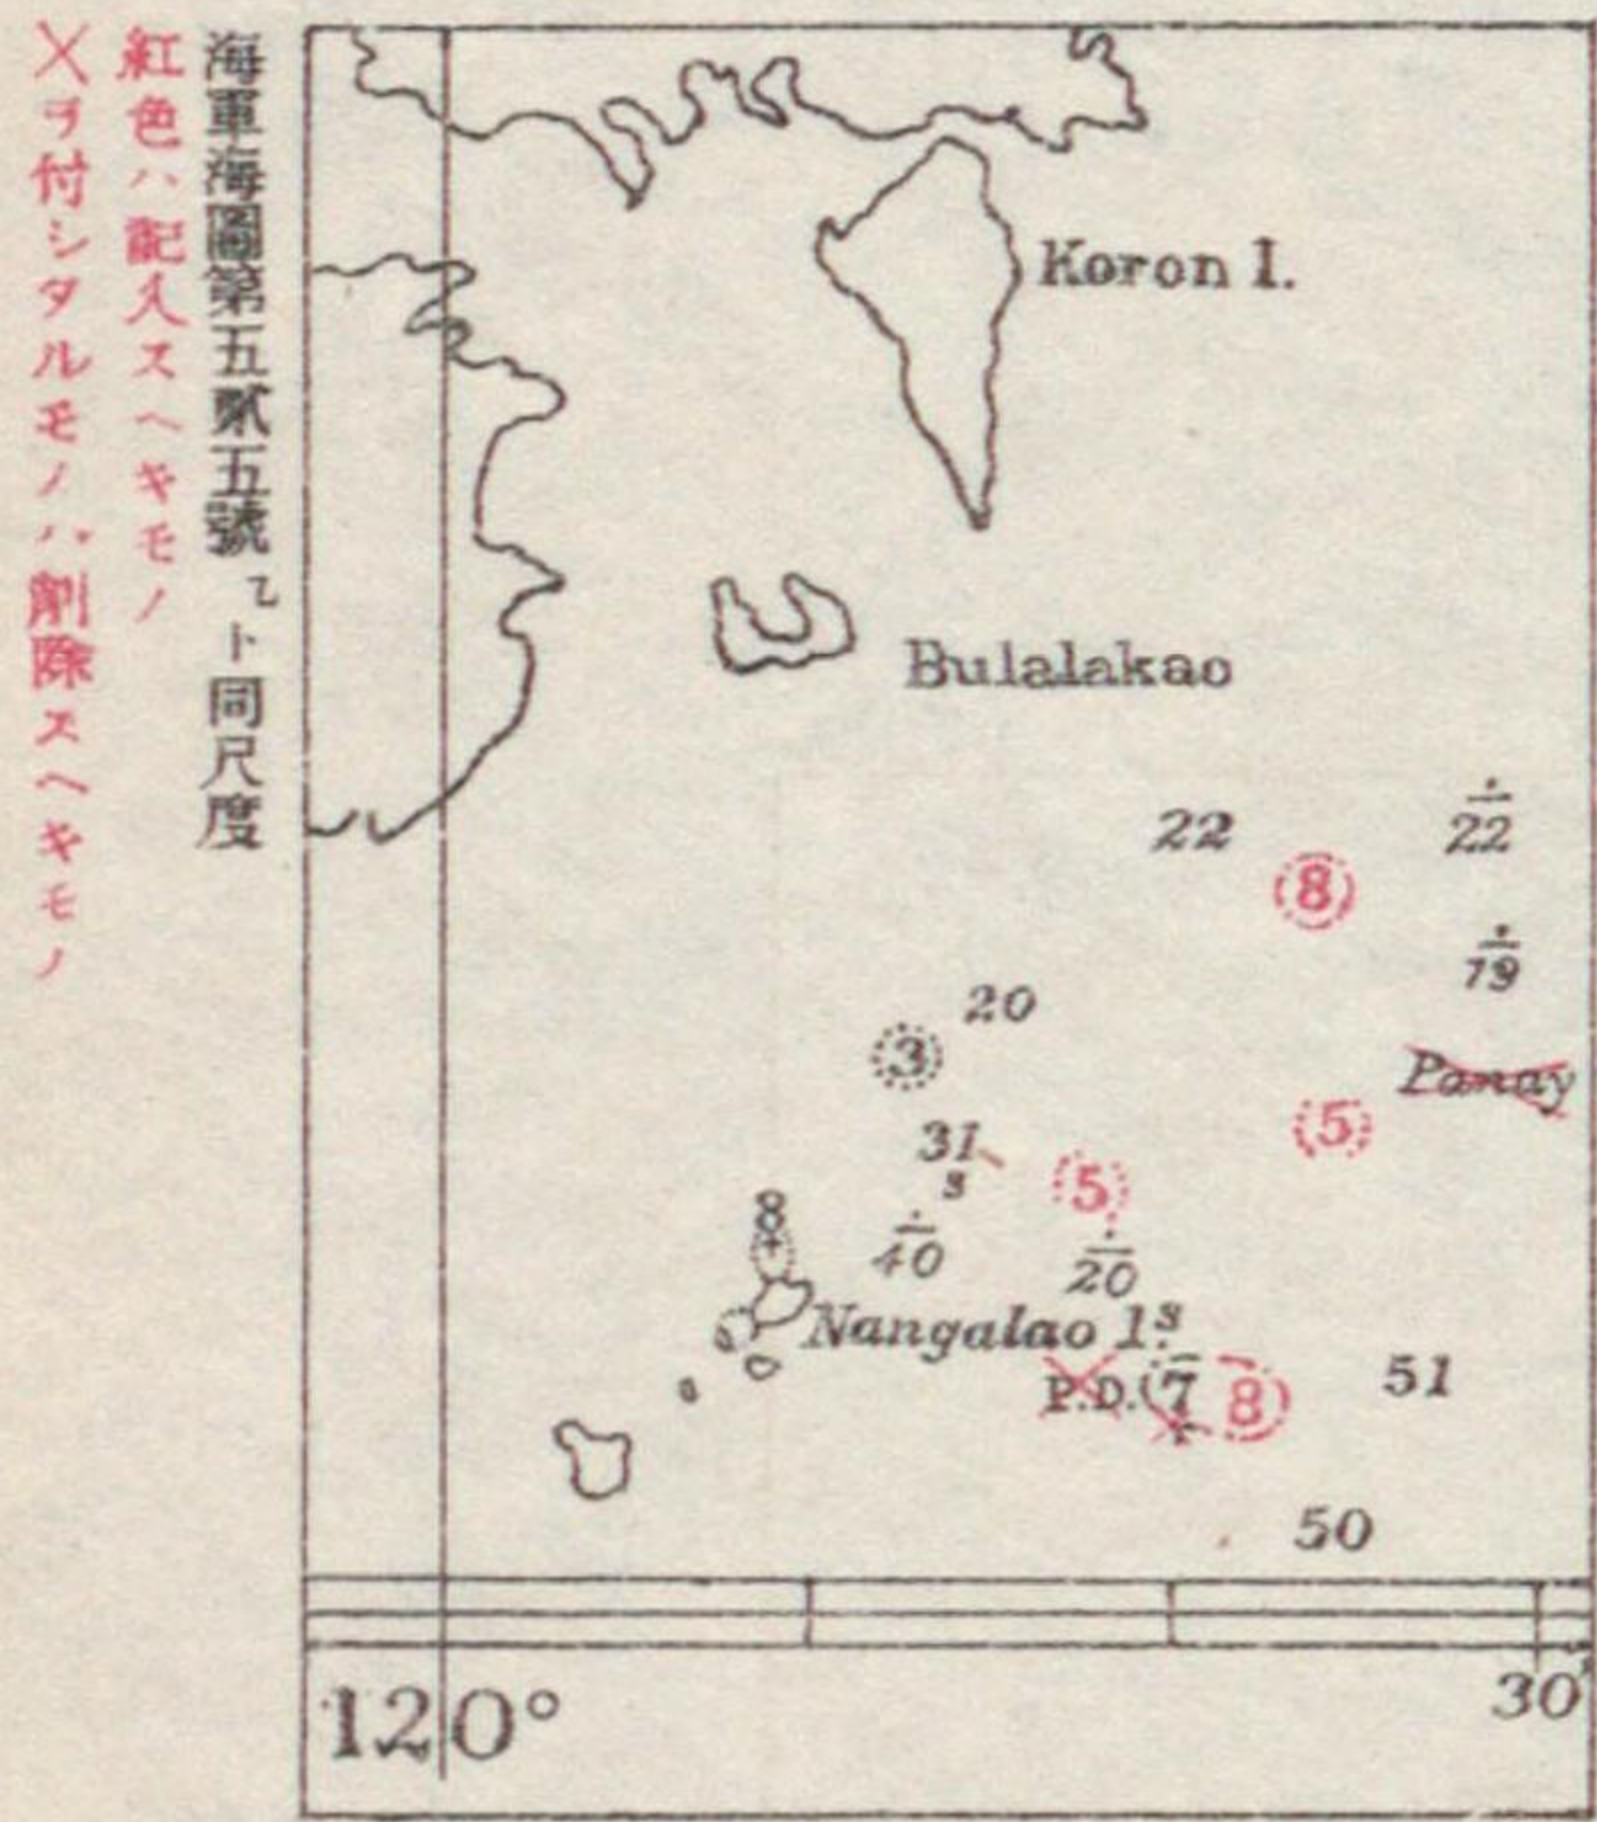 海軍海圖第五貳五號乙ト同尺度
紅色ハ記入スヘキモノ
╳ヲ付シタルモノハ削除スヘキモノ
Koron I.
Bulalakao
22
22
8
19
20
3
Panay
5
31
s
5
8
40
20
Nangalao Iˢ.
P.D.(7
8
51
50
120°
30'